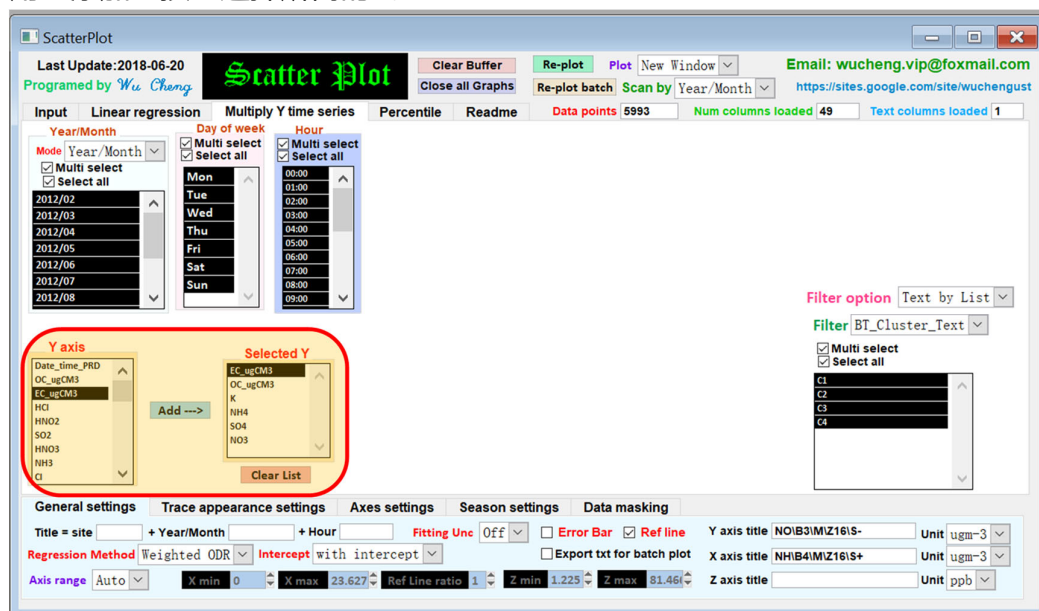 ScatterPlot
Last Update:2018-06-20
Programed by Wu Cheng
Scatter Plot
Clear Buffer
Close all Graphs
Re-plot
Plot New Window
Re-plot batch
Scan by Year/Month
Email: wucheng.vip@foxmail.com
https://sites.google.com/site/wuchengust
Input
Linear regression
Multiply Y time series
Percentile
Readme
Data points 5993
Num columns loaded 49
Text columns loaded 1
Year/Month
Mode Year/Month
Multi select
Select all
2012/02
2012/03
2012/04
2012/05
2012/06
2012/07
2012/08
Day of week
Multi select
Select all
Mon
Tue
Wed
Thu
Fri
Sat
Sun
Hour
Multi select
Select all
00:00
01:00
02:00
03:00
04:00
05:00
06:00
07:00
08:00
09:00
Filter option Text by List
Filter BT_Cluster_Text
Multi select
Select all
C1
C2
C3
C4
Y axis
Date_time_PRD
OC_ugCM3
EC_ugCM3
HCl
HNO2
SO2
HNO3
NH3
Cl
Add --->
Selected Y
EC_ugCM3
OC_ugCM3
K
NH4
SO4
NO3
Clear List
General settings
Trace appearance settings
Axes settings
Season settings
Data masking
Title = site + Year/Month + Hour
Fitting Unc Off
Error Bar
Ref line
Y axis title NO\B3\M\Z16\S-
Unit ugm-3
Regression Method Weighted ODR
Intercept with intercept
Export txt for batch plot
X axis title NH\B4\M\Z16\S+
Unit ugm-3
Axis range Auto
X min 0
X max 23.627
Ref Line ratio 1
Z min 1.225
Z max 81.46
Z axis title
Unit ppb